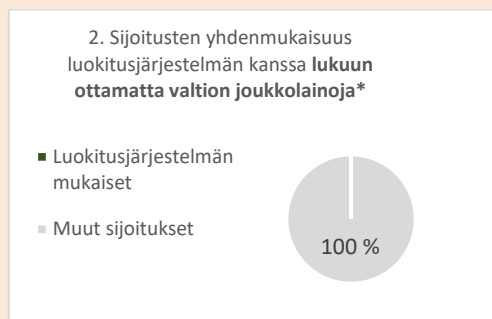 2. Sijoitusten yhdenmukaisuus
luokitusjärjestelmän kanssa lukuun
ottamatta valtion joukkolainoja*
Luokitusjärjestelmän
mukaiset
Muut sijoitukset
100 %